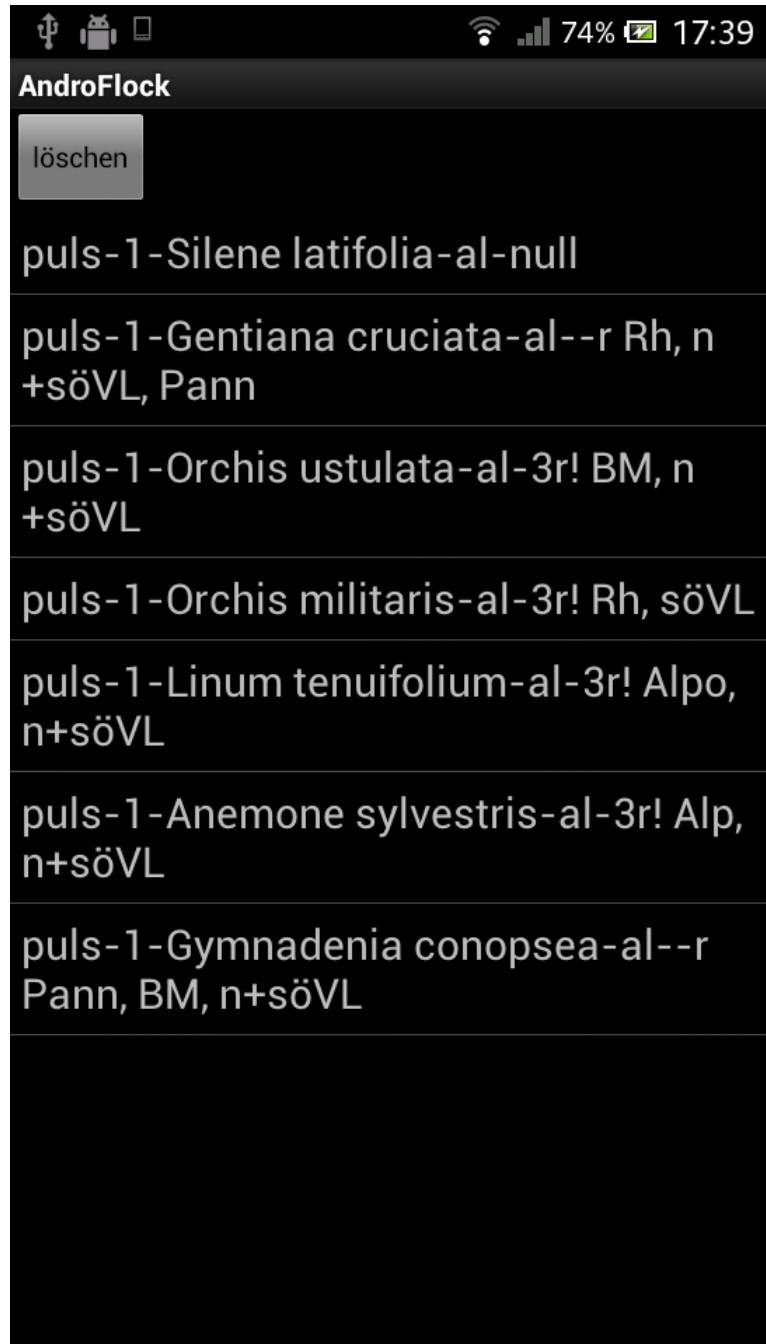 74% 17:39
AndroFlock
löschen
puls-1-Silene latifolia-al-null
puls-1-Gentiana cruciata-al--r Rh, n
+söVL, Pann
puls-1-Orchis ustulata-al-3r! BM, n
+söVL
puls-1-Orchis militaris-al-3r! Rh, söVL
puls-1-Linum tenuifolium-al-3r! Alpo,
n+söVL
puls-1-Anemone sylvestris-al-3r! Alp,
n+söVL
puls-1-Gymnadenia conopsea-al--r
Pann, BM, n+söVL